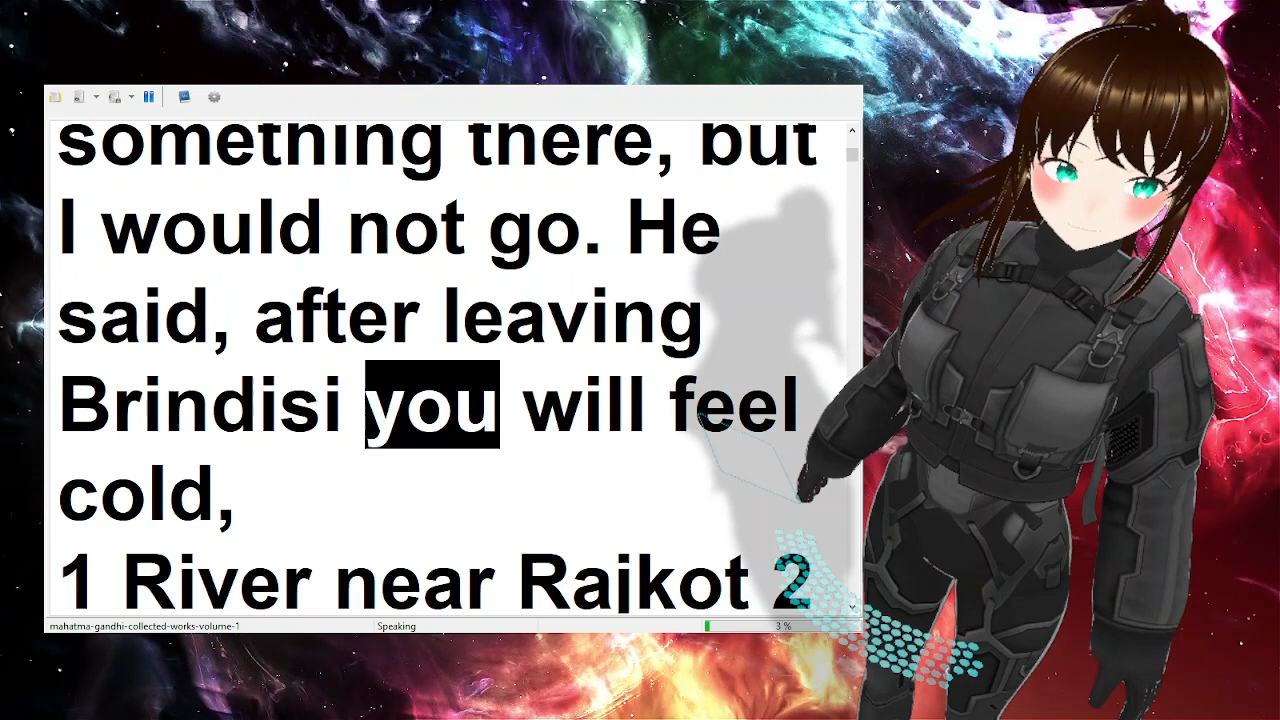 something there, but
I would not go. He
said, after leaving
Brindisi you will feel
cold,
1 River near Rajkot 2
mahatma-gandhi-collected-works-volume-1 Speaking 3 %